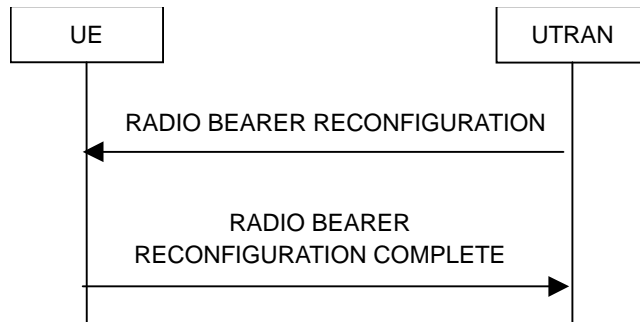 UE
UTRAN
RADIO BEARER RECONFIGURATION
RADIO BEARER
RECONFIGURATION COMPLETE